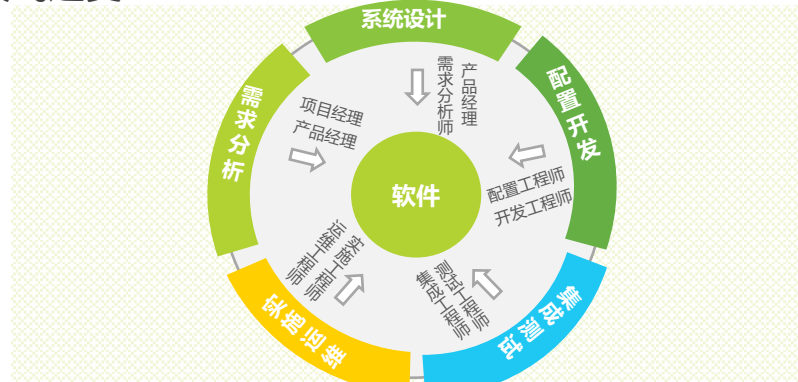 系统设计
产品经理
需求分析师
配置开发
配置工程师
开发工程师
集成测试
测试工程师
集成工程师
实施运维
实施工程师
运维工程师
需求分析
项目经理
产品经理
软件